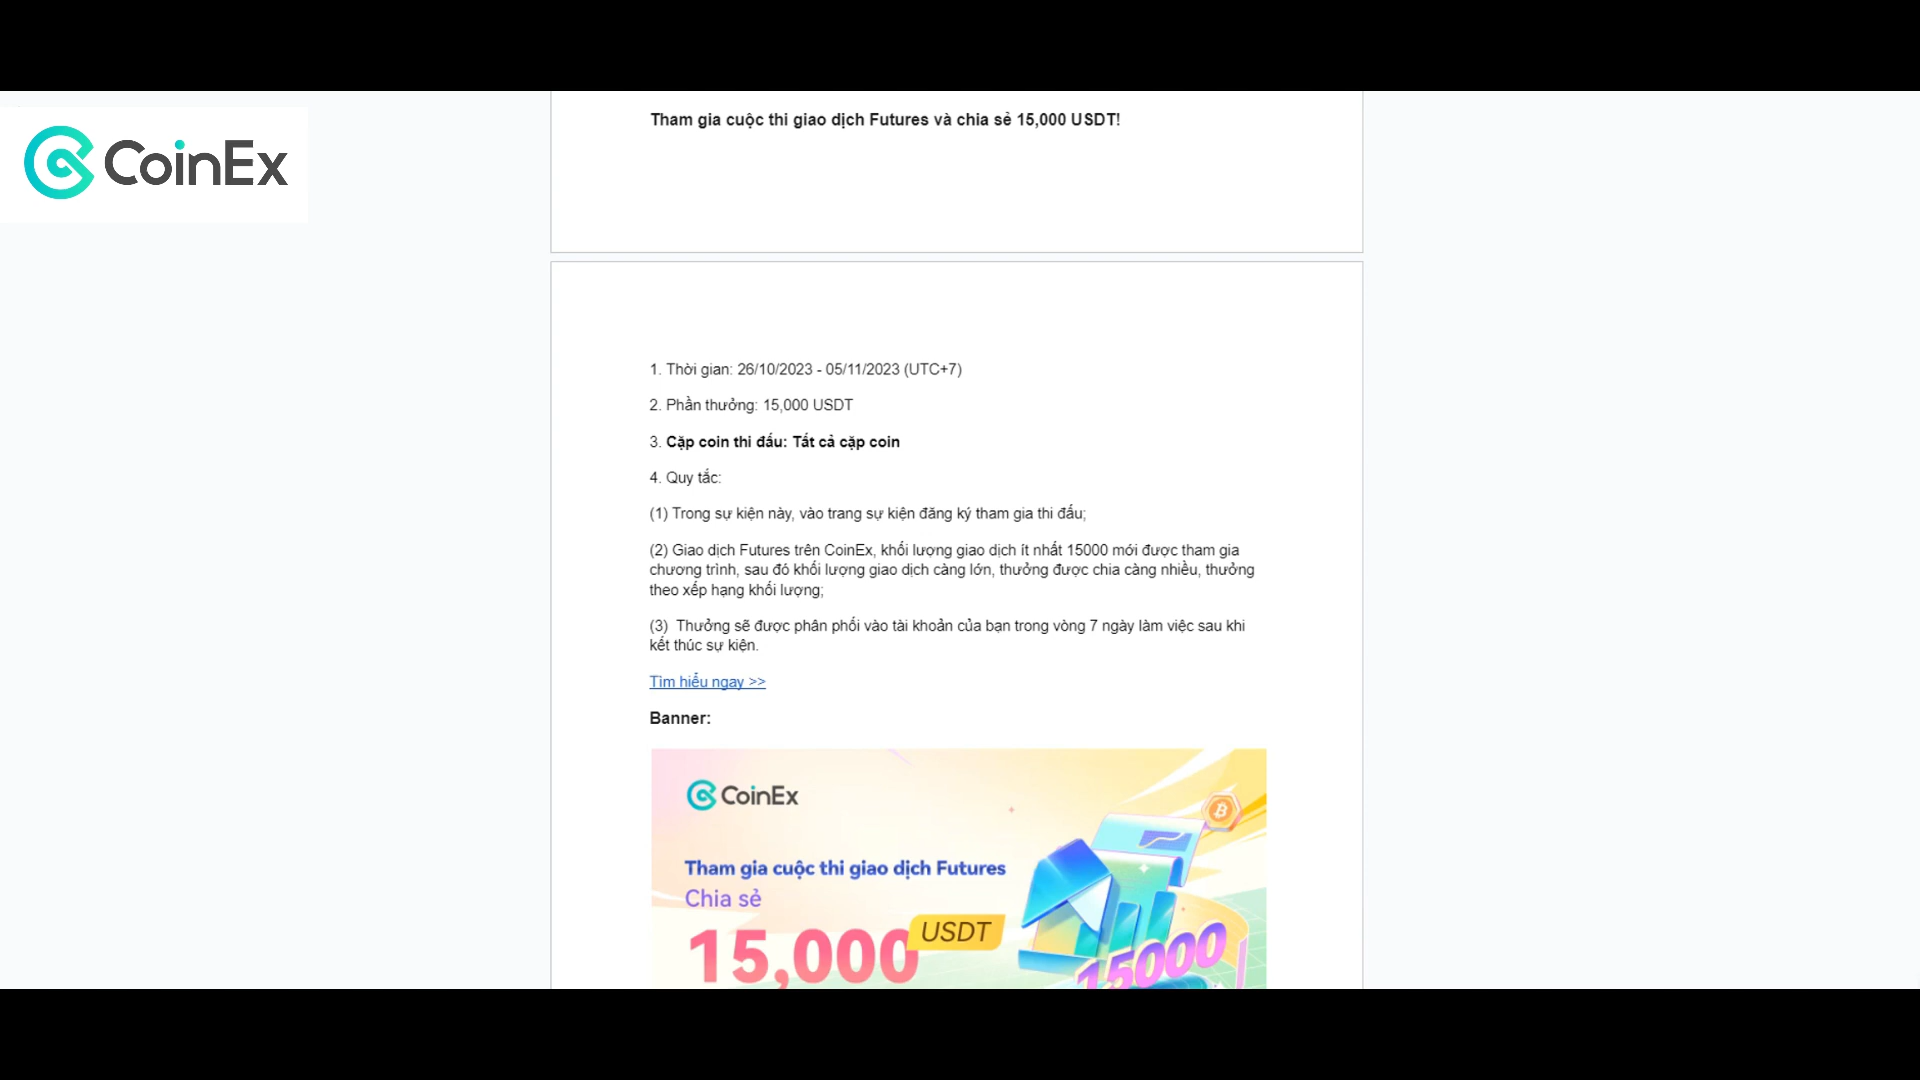 Tham gia cuộc thi giao dịch Futures và chia sẻ 15,000 USDT!
CoinEx
1. Thời gian: 26/10/2023 - 05/11/2023 (UTC+7)
2. Phần thưởng: 15,000 USDT
3. Cặp coin thi đấu: Tất cả cặp coin
4. Quy tắc:
(1) Trong sự kiện này, vào trang sự kiện đăng ký tham gia thi đấu;
(2) Giao dịch Futures trên CoinEx, khối lượng giao dịch ít nhất 15000 mới được tham gia
chương trình, sau đó khối lượng giao dịch càng lớn, thưởng được chia càng nhiều, thưởng
theo xếp hạng khối lượng;
(3) Thưởng sẽ được phân phối vào tài khoản của bạn trong vòng 7 ngày làm việc sau khi
kết thúc sự kiện.
Tìm hiểu ngay >>
Banner:
CoinEx
Tham gia cuộc thi giao dịch Futures
Chia sẻ
15,000 USDT
15000